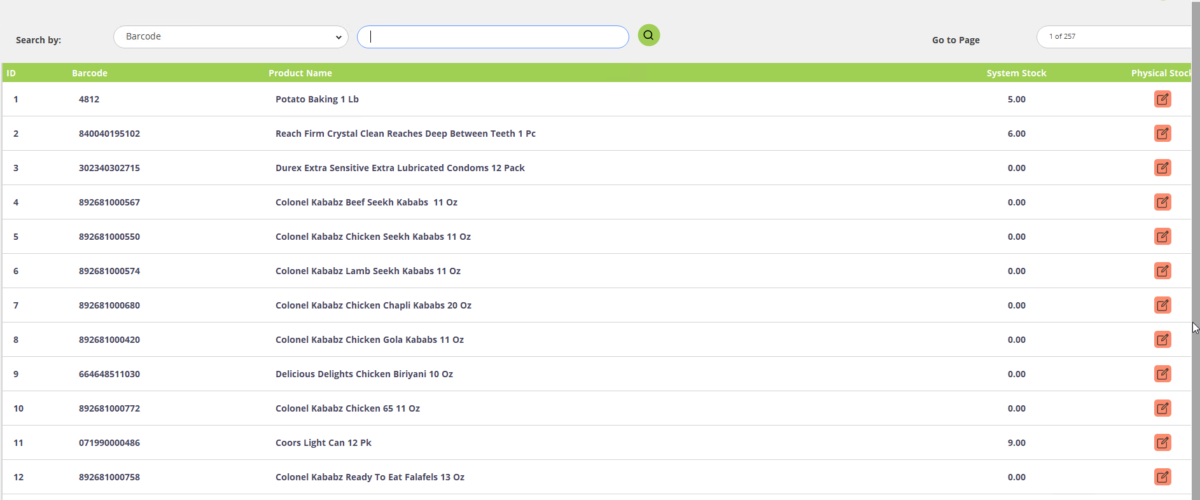 Search by: Barcode Go to Page 1 of 257
ID Barcode Product Name System Stock Physical Stock
1 4812 Potato Baking 1 Lb 5.00
2 840040195102 Reach Firm Crystal Clean Reaches Deep Between Teeth 1 Pc 6.00
3 302340302715 Durex Extra Sensitive Extra Lubricated Condoms 12 Pack 0.00
4 892681000567 Colonel Kababz Beef Seekh Kababs 11 Oz 0.00
5 892681000550 Colonel Kababz Chicken Seekh Kababs 11 Oz 0.00
6 892681000574 Colonel Kababz Lamb Seekh Kababs 11 Oz 0.00
7 892681000680 Colonel Kababz Chicken Chapli Kababs 20 Oz 0.00
8 892681000420 Colonel Kababz Chicken Gola Kababs 11 Oz 0.00
9 664648511030 Delicious Delights Chicken Biriyani 10 Oz 0.00
10 892681000772 Colonel Kababz Chicken 65 11 Oz 0.00
11 071990000486 Coors Light Can 12 Pk 9.00
12 892681000758 Colonel Kababz Ready To Eat Falafels 13 Oz 0.00